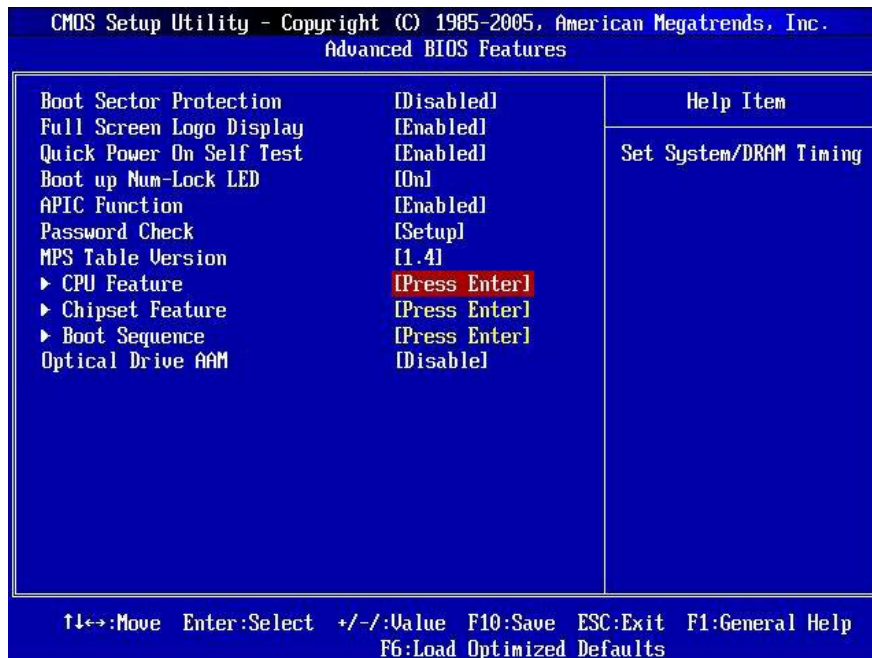 CMOS Setup Utility - Copyright (C) 1985-2005, American Megatrends, Inc.
Advanced BIOS Features
Boot Sector Protection [Disabled]
Full Screen Logo Display [Enabled]
Quick Power On Self Test [Enabled]
Boot up Num-Lock LED [On]
APIC Function [Enabled]
Password Check [Setup]
MPS Table Version [1.4]
▶ CPU Feature [Press Enter]
▶ Chipset Feature [Press Enter]
▶ Boot Sequence [Press Enter]
Optical Drive AAM [Disable]
Help Item
Set System/DRAM Timing
↑↓←→:Move Enter:Select +/-/:Value F10:Save ESC:Exit F1:General Help
F6:Load Optimized Defaults